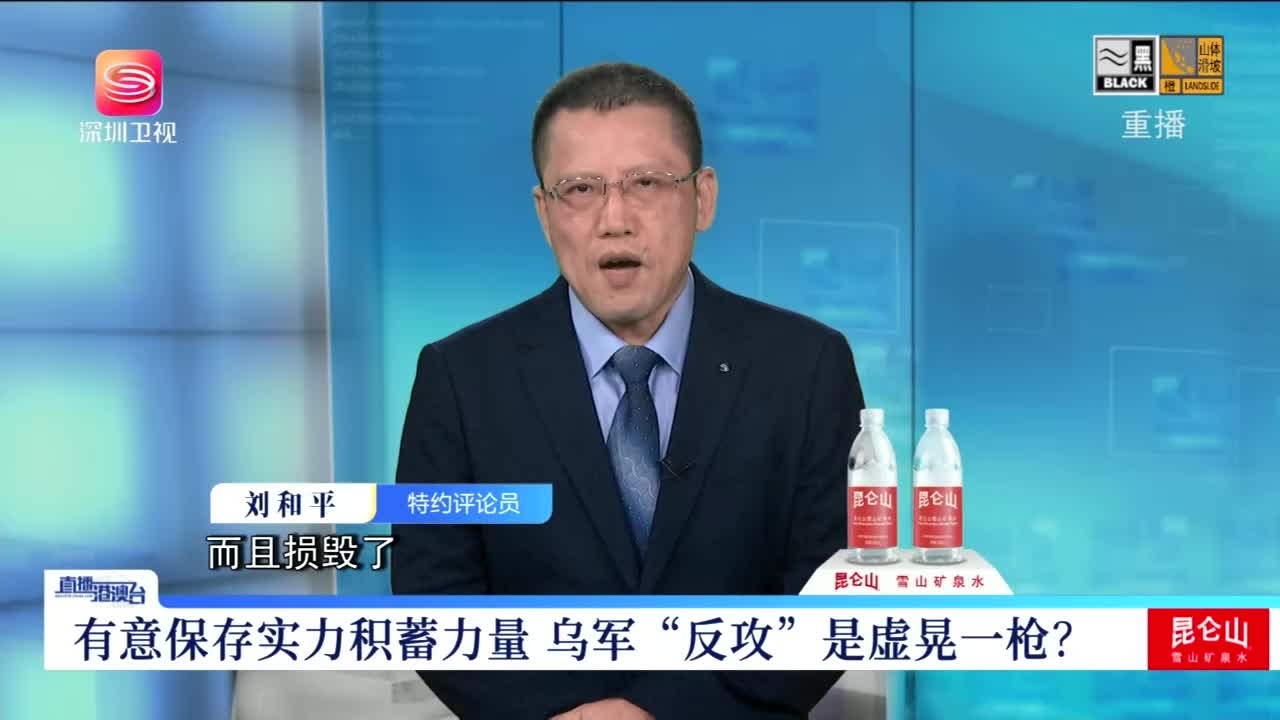 深圳卫视
黑
BLACK
山体
滑坡
橙
LANDSLIDE
重播
刘和平
特约评论员
而且损毁了
昆仑山
昆仑山
昆仑山 雪山矿泉水
直播港澳台
有意保存实力积蓄力量 乌军“反攻”是虚晃一枪？
昆仑山
雪山矿泉水